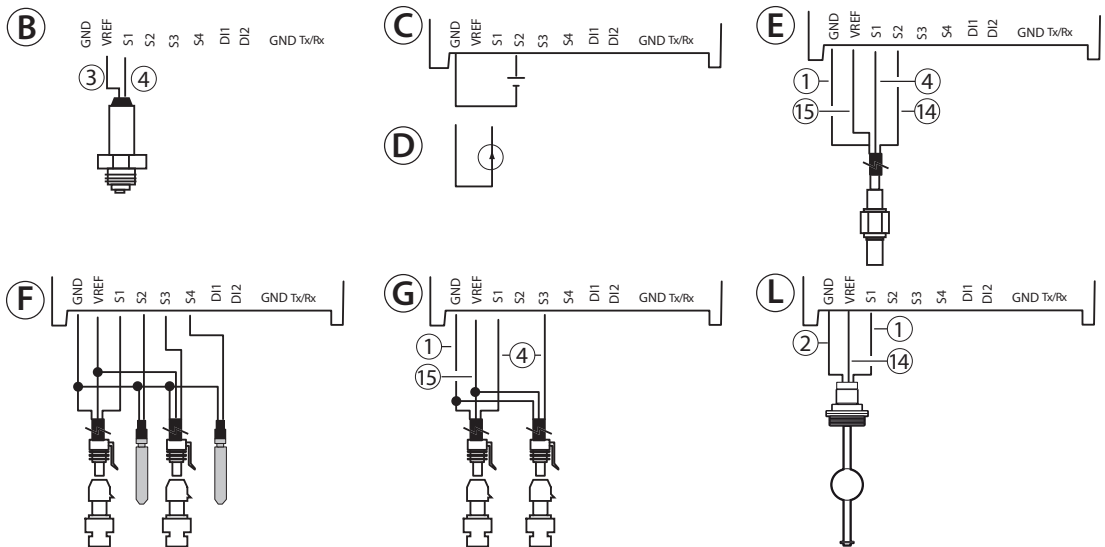 B
GND VREF S1 S2 S3 S4 DI1 DI2 GND Tx/Rx
3 4
C
GND VREF S1 S2 S3 S4 DI1 DI2 GND Tx/Rx
D
E
GND VREF S1 S2 S3 S4 DI1 DI2 GND Tx/Rx
1 4
15 14
F
GND VREF S1 S2 S3 S4 DI1 DI2 GND Tx/Rx
G
GND VREF S1 S2 S3 S4 DI1 DI2 GND Tx/Rx
1 4
15
L
GND VREF S1 S2 S3 S4 DI1 DI2 GND Tx/Rx
2 1
14